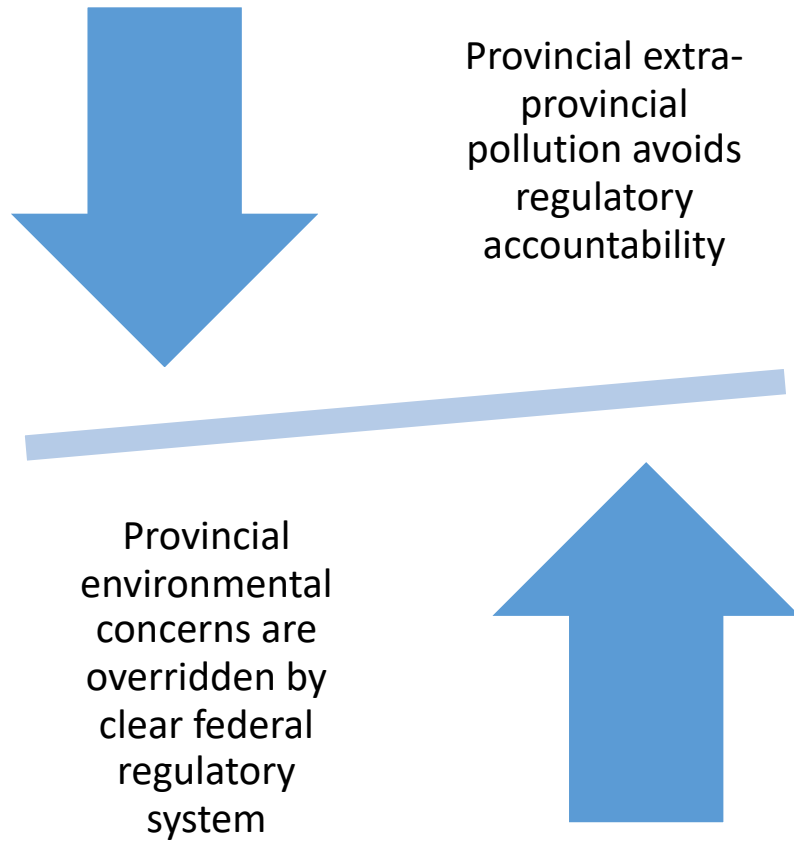 Provincial extra-
provincial
pollution avoids
regulatory
accountability
Provincial
environmental
concerns are
overridden by
clear federal
regulatory
system